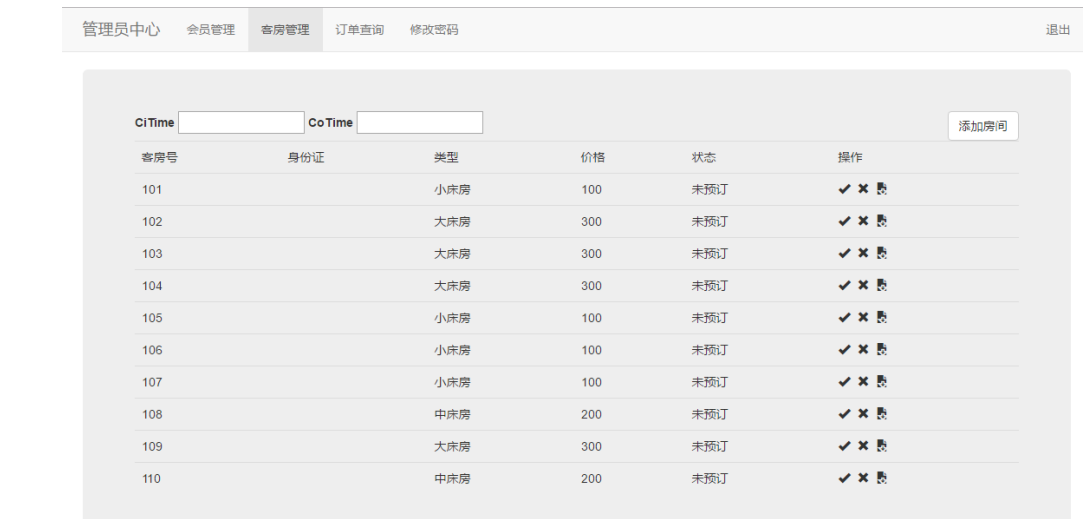 管理员中心 会员管理 客房管理 订单查询 修改密码 退出
CiTime CoTime 添加房间
客房号 身份证 类型 价格 状态 操作
101 小床房 100 未预订
102 大床房 300 未预订
103 大床房 300 未预订
104 大床房 300 未预订
105 小床房 100 未预订
106 小床房 100 未预订
107 小床房 100 未预订
108 中床房 200 未预订
109 大床房 300 未预订
110 中床房 200 未预订